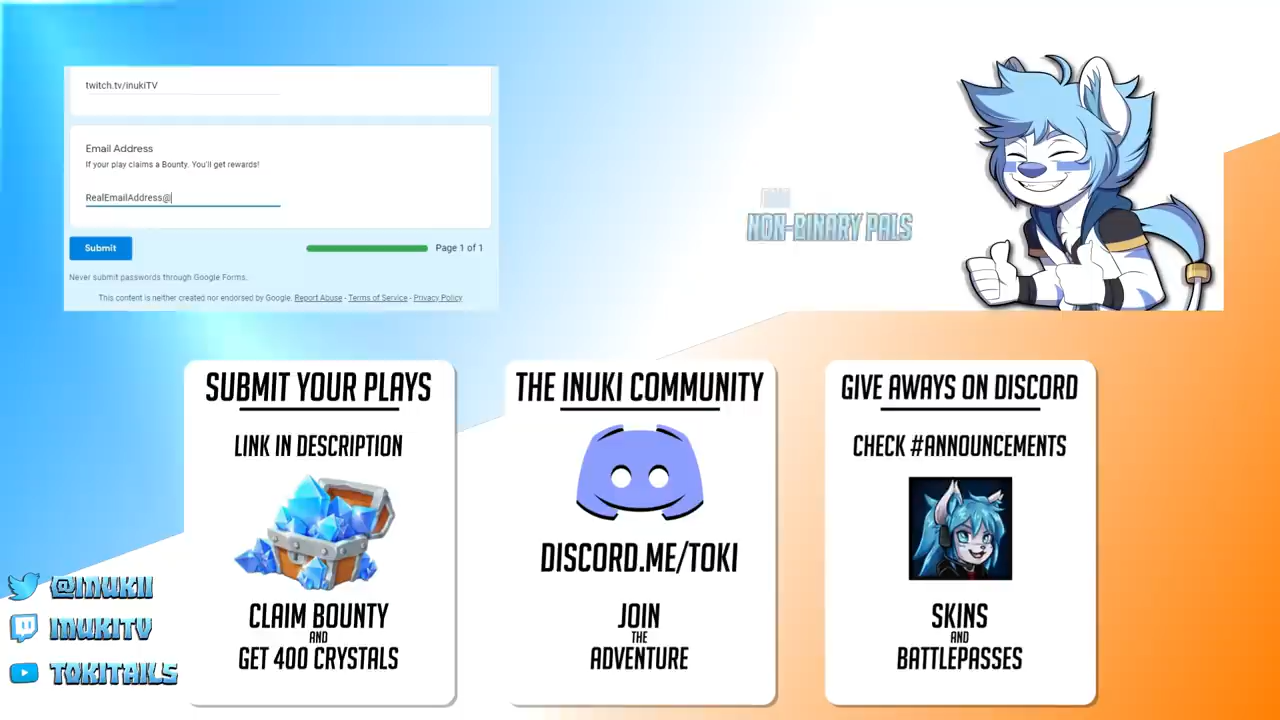 twitch.tv/inukiTV
Email Address
If your play claims a Bounty. You'll get rewards!
RealEmailAddress@
Submit
Page 1 of 1
Never submit passwords through Google Forms.
This content is neither created nor endorsed by Google. Report Abuse - Terms of Service - Privacy Policy
NON-BINARY PALS
SUBMIT YOUR PLAYS
LINK IN DESCRIPTION
CLAIM BOUNTY
AND
GET 400 CRYSTALS
THE INUKI COMMUNITY
DISCORD.ME/TOKI
JOIN
THE
ADVENTURE
GIVE AWAYS ON DISCORD
CHECK #ANNOUNCEMENTS
SKINS
AND
BATTLEPASSES
@INUKII
INUKITV
TOKITAILS